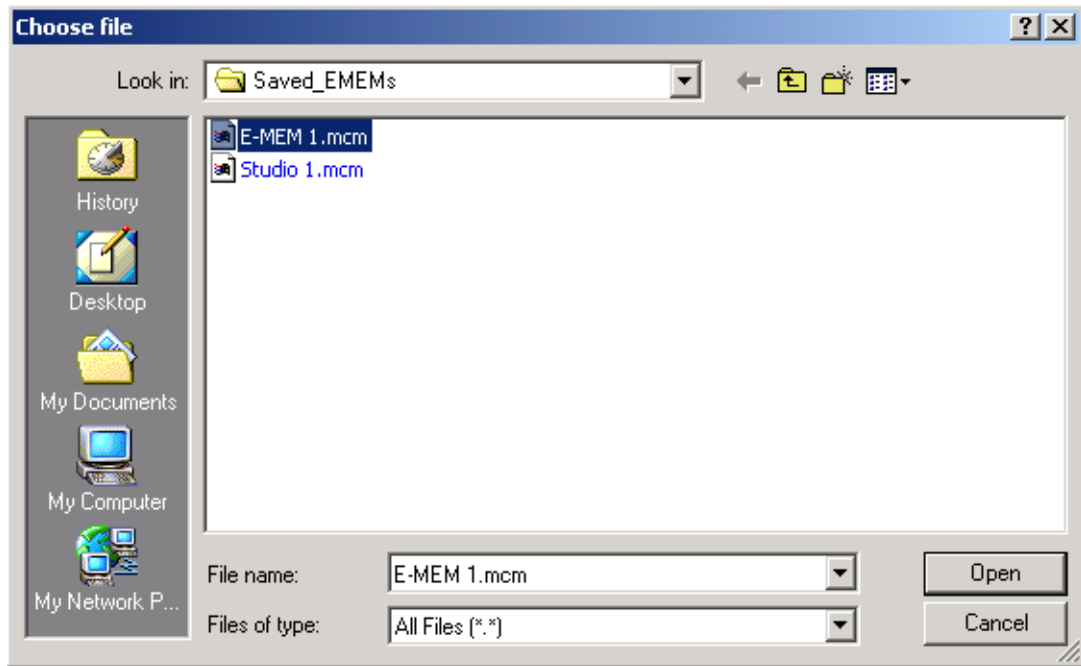 Choose file
Look in: Saved_EMEMs
E-MEM 1.mcm
Studio 1.mcm
History
Desktop
My Documents
My Computer
My Network P...
File name: E-MEM 1.mcm Open
Files of type: All Files (*.*) Cancel